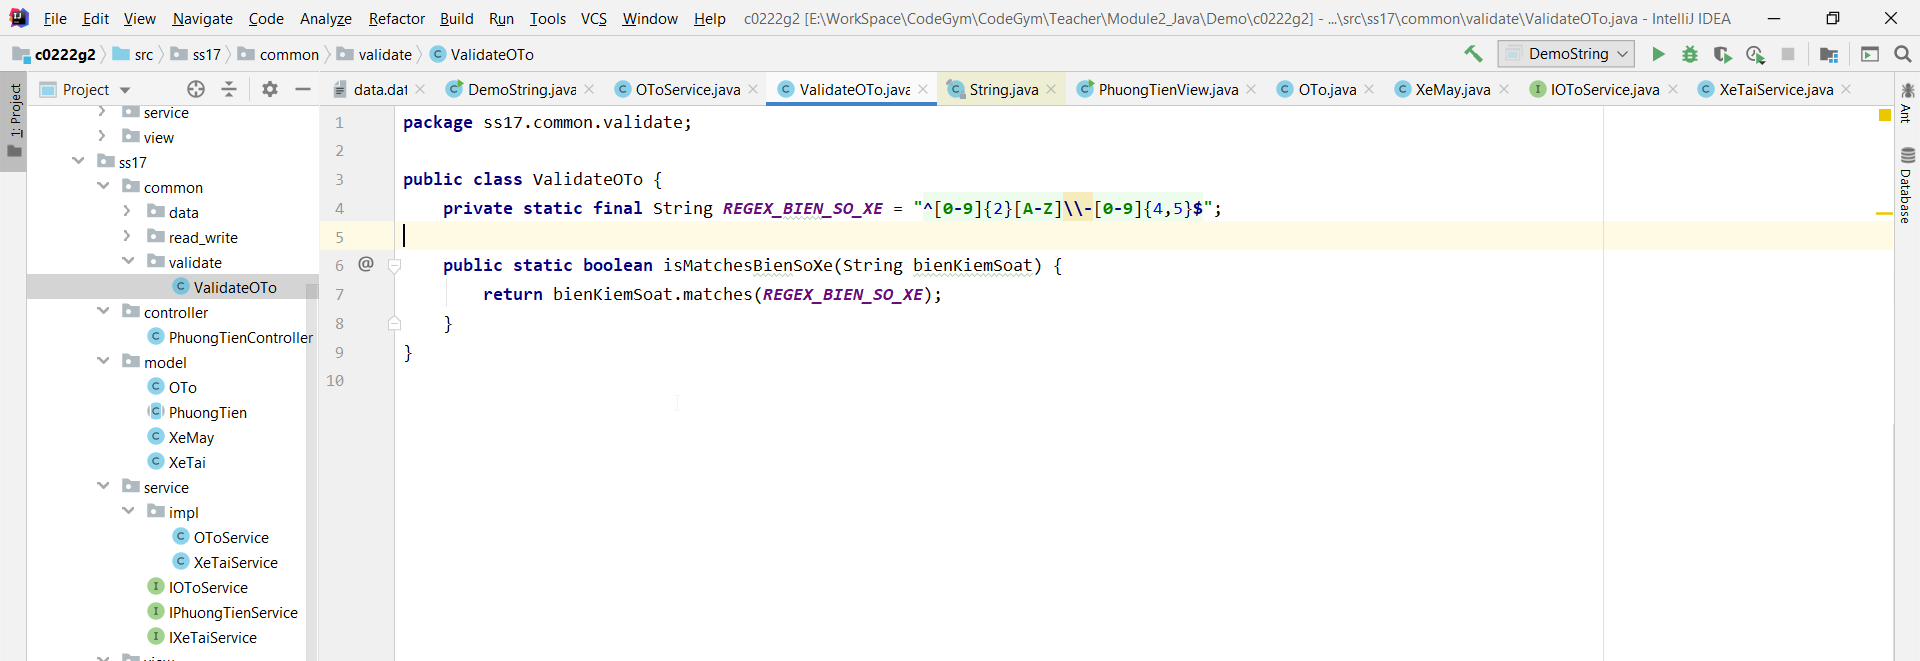 File Edit View Navigate Code Analyze Refactor Build Run Tools VCS Window Help c0222g2 [E:\WorkSpace\CodeGym\CodeGym\Teacher\Module2_Java\Demo\c0222g2] - ...\src\ss17\common\validate\ValidateOTo.java - IntelliJ IDEA
c0222g2 src ss17 common validate ValidateOTo DemoString
1: Project
Project
data.dat DemoString.java OToService.java ValidateOTo.java String.java PhuongTienView.java OTo.java XeMay.java IOToService.java XeTaiService.java
Ant
Database
service
view
ss17
common
data
read_write
validate
ValidateOTo
controller
PhuongTienController
model
OTo
PhuongTien
XeMay
XeTai
service
impl
OToService
XeTaiService
IOToService
IPhuongTienService
IXeTaiService
view
1 package ss17.common.validate;
2
3 public class ValidateOTo {
4 private static final String REGEX_BIEN_SO_XE = "^[0-9]{2}[A-Z]\\-[0-9]{4,5}$";
5
6 @ public static boolean isMatchesBienSoXe(String bienKiemSoat) {
7 return bienKiemSoat.matches(REGEX_BIEN_SO_XE);
8 }
9 }
10